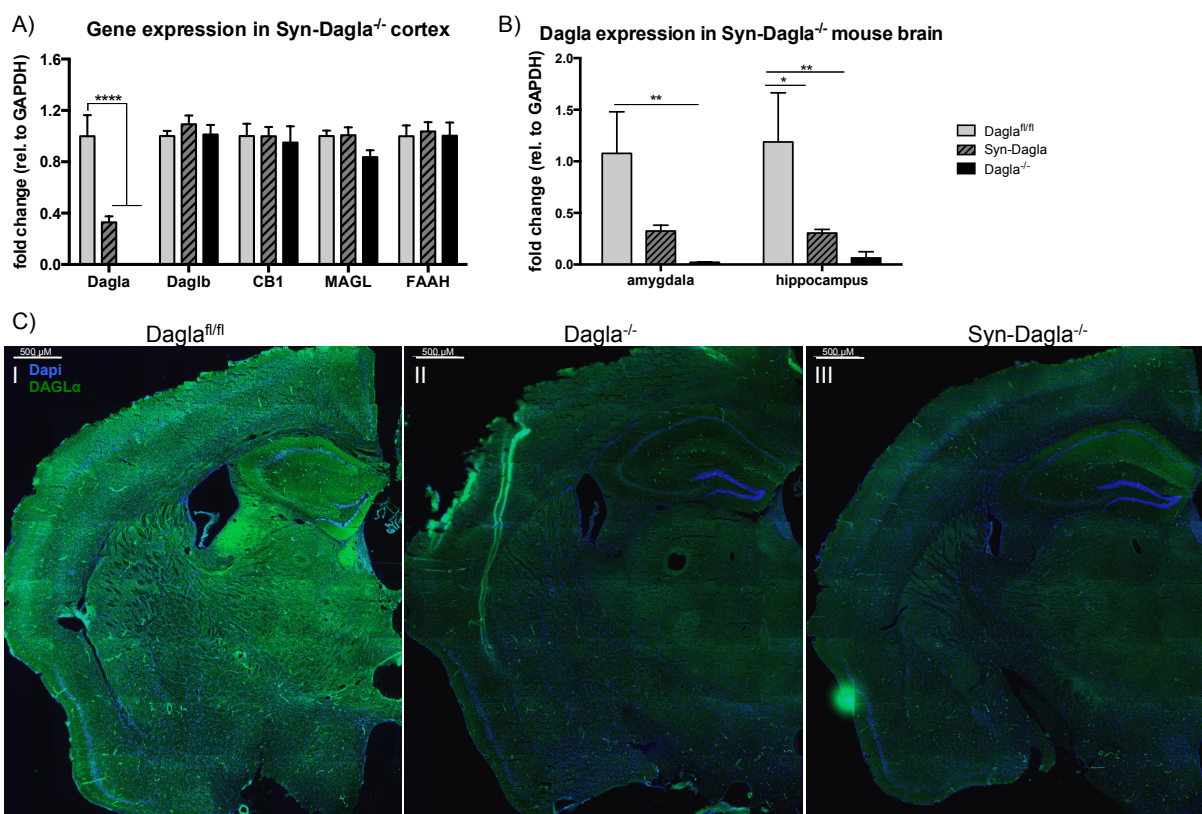 A)
Gene expression in Syn-Dagla-/- cortex
fold change (rel. to GAPDH)
1.6
1.2
0.8
0.4
0.0
****
Dagla
Daglb
CB1
MAGL
FAAH
B)
Dagla expression in Syn-Dagla-/- mouse brain
fold change (rel. to GAPDH)
2.0
1.5
1.0
0.5
0.0
**
**
*
amygdala
hippocampus
Daglafl/fl
Syn-Dagla
Dagla-/-
C)
Daglafl/fl
Dagla-/-
Syn-Dagla-/-
500 µM
I
Dapi
DAGLα
500 µM
II
500 µM
III